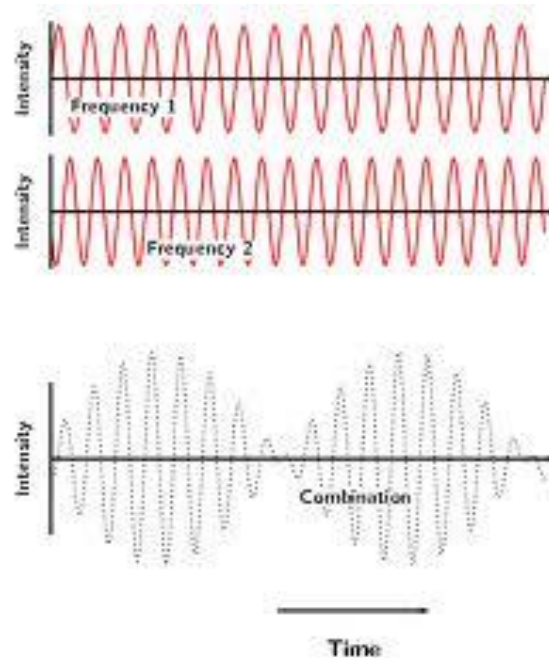 Intensity
Frequency 1
Intensity
Frequency 2
Intensity
Combination
Time